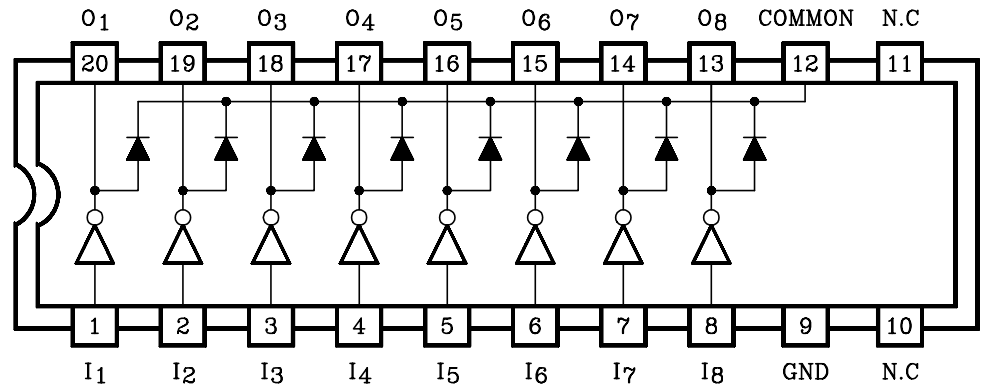 O1 O2 O3 O4 O5 O6 O7 O8 COMMON N.C
20 19 18 17 16 15 14 13 12 11
1 2 3 4 5 6 7 8 9 10
I1 I2 I3 I4 I5 I6 I7 I8 GND N.C